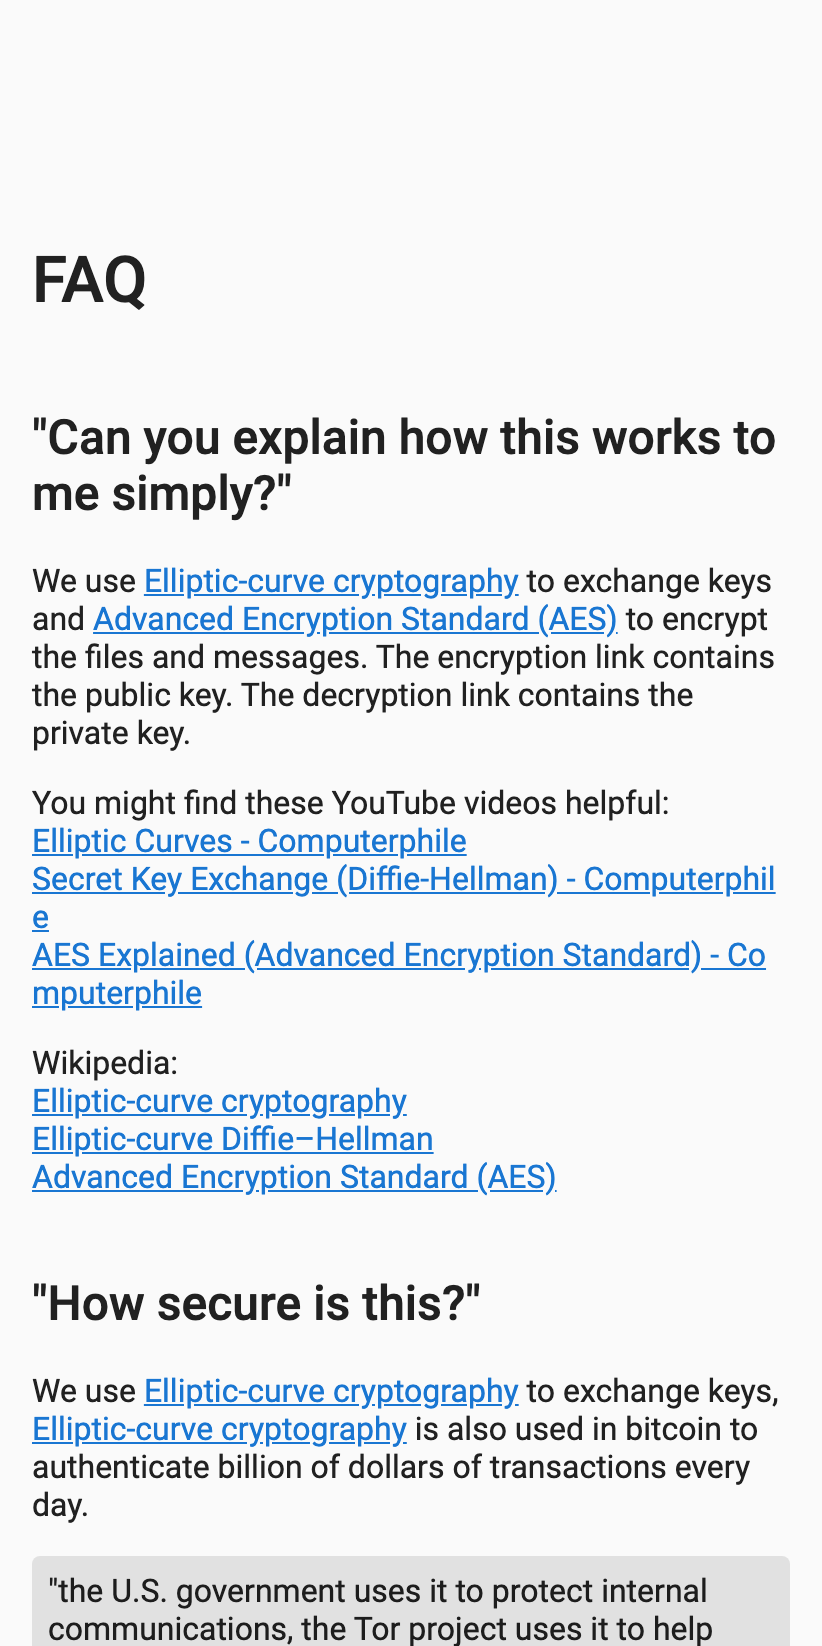 FAQ
"Can you explain how this works to
me simply?"
We use Elliptic-curve cryptography to exchange keys
and Advanced Encryption Standard (AES) to encrypt
the files and messages. The encryption link contains
the public key. The decryption link contains the
private key.
You might find these YouTube videos helpful:
Elliptic Curves - Computerphile
Secret Key Exchange (Diffie-Hellman) - Computerphil
e
AES Explained (Advanced Encryption Standard) - Co
mputerphile
Wikipedia:
Elliptic-curve cryptography
Elliptic-curve Diffie–Hellman
Advanced Encryption Standard (AES)
"How secure is this?"
We use Elliptic-curve cryptography to exchange keys,
Elliptic-curve cryptography is also used in bitcoin to
authenticate billion of dollars of transactions every
day.
"the U.S. government uses it to protect internal
communications, the Tor project uses it to help